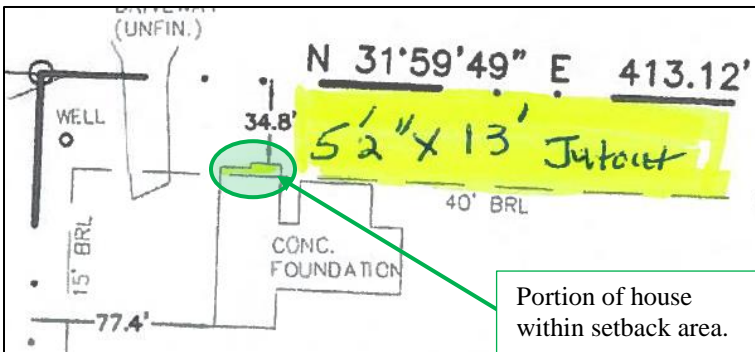 DRIVEWAY
(UNFIN.)
N 31°59'49" E 413.12'
WELL
34.8'
5'2" X 13' Jutout
40' BRL
15' BRL
CONC.
FOUNDATION
77.4'
Portion of house
within setback area.